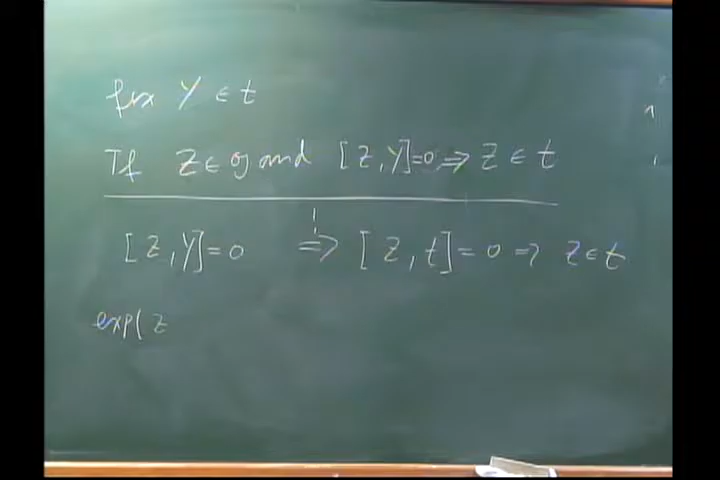 fix Y ∈ t
If Z ∈ g and [Z, Y]=0 ⇒ Z ∈ t
[Z, Y]=0 ⇒ [Z, t]=0 ⇒ Z ∈ t
exp(Z